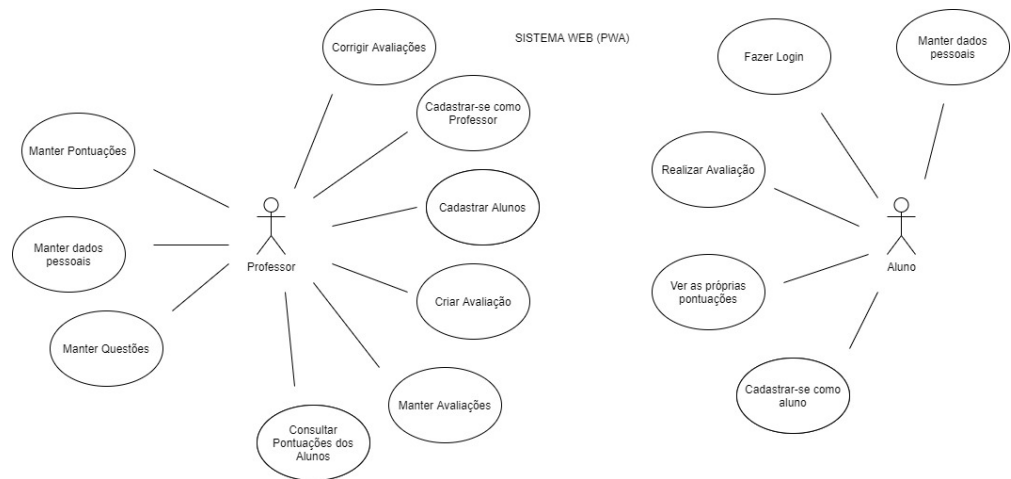 SISTEMA WEB (PWA)
Corrigir Avaliações
Cadastrar-se como
Professor
Manter Pontuações
Cadastrar Alunos
Manter dados
pessoais
Professor
Criar Avaliação
Manter Questões
Manter Avaliações
Consultar
Pontuações dos
Alunos
Fazer Login
Manter dados
pessoais
Realizar Avaliação
Aluno
Ver as próprias
pontuações
Cadastrar-se como
aluno